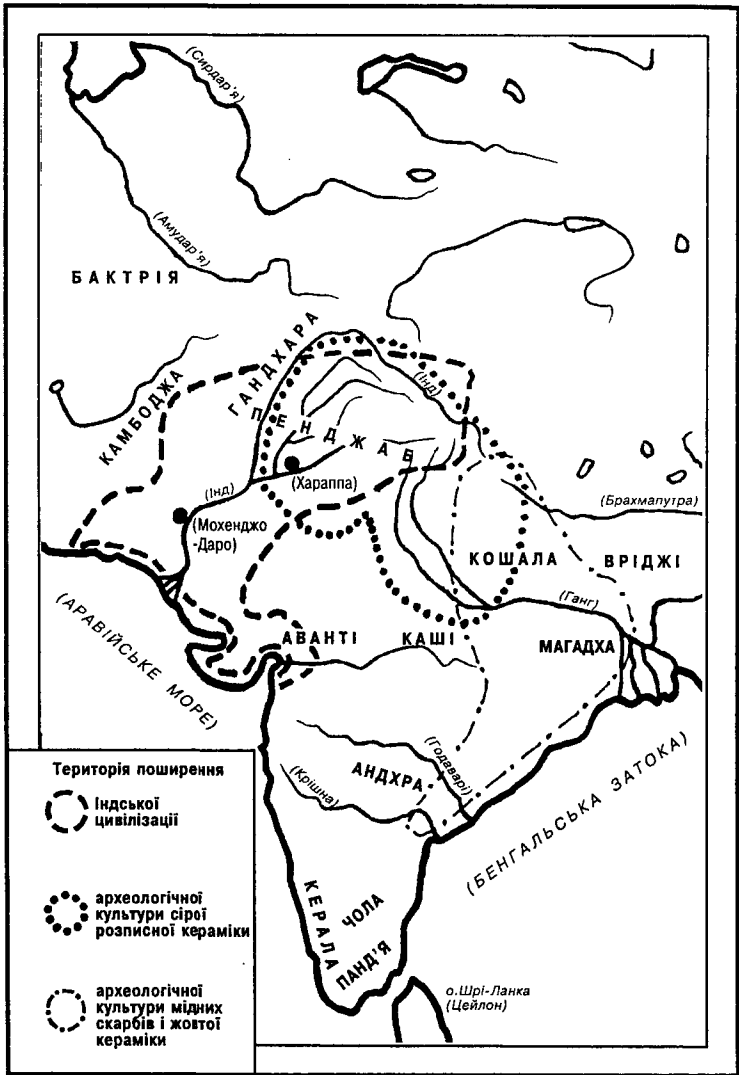 (Сирдар'я)
(Амудар'я)
БАКТРІЯ
ГАНДХАРА
КАМБОДЖА
ПЕНДЖАБ
(Інд)
(Хараппа)
(Інд)
(Мохенджо
-Даро)
(Брахмапутра)
КОШАЛА
ВРІДЖІ
(Ганг)
(АРАВІЙСЬКЕ МОРЕ)
АВАНТІ
КАШІ
МАГАДХА
(Годаварі)
АНДХРА
(Крішна)
(БЕНГАЛЬСЬКА ЗАТОКА)
КЕРАЛА
ЧОЛА
ПАНД'Я
о.Шрі-Ланка
(Цейлон)
Територія поширення
Індської
цивілізації
археологічної
культури сірої
розписної кераміки
археологічної
культури мідних
скарбів і жовтої
кераміки